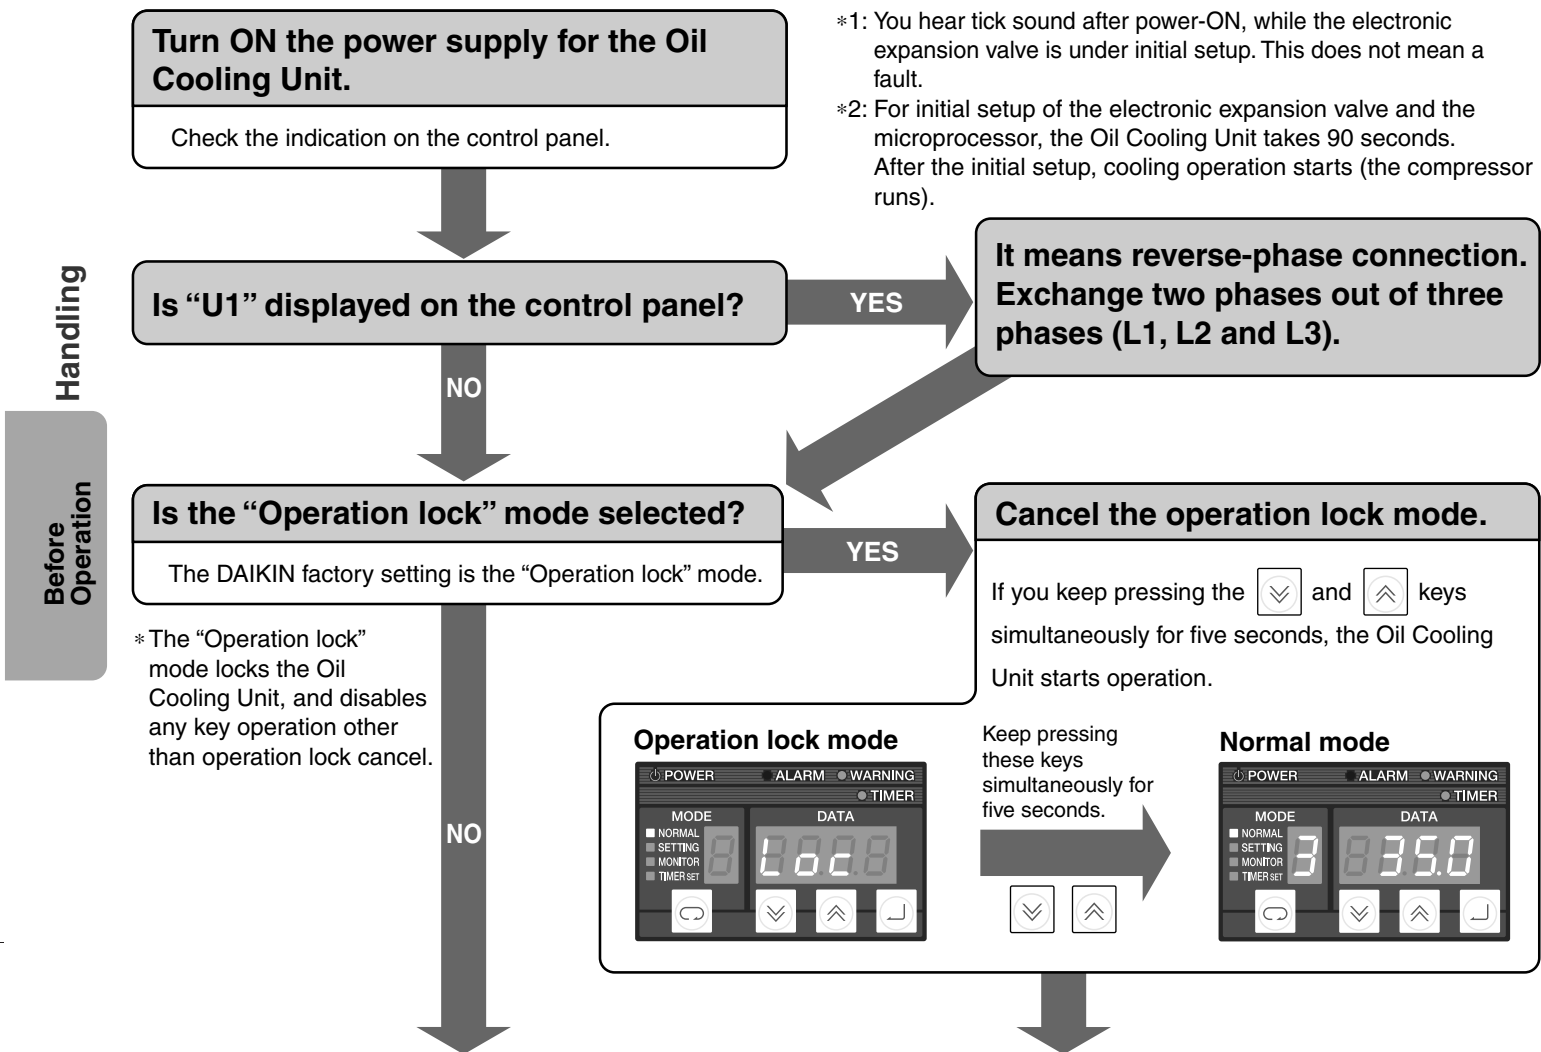 Turn ON the power supply for the Oil
Cooling Unit.
Check the indication on the control panel.
*1: You hear tick sound after power-ON, while the electronic
expansion valve is under initial setup. This does not mean a
fault.
*2: For initial setup of the electronic expansion valve and the
microprocessor, the Oil Cooling Unit takes 90 seconds.
After the initial setup, cooling operation starts (the compressor
runs).
Handling
Before
Operation
Is “U1” displayed on the control panel?
YES
It means reverse-phase connection.
Exchange two phases out of three
phases (L1, L2 and L3).
NO
Is the “Operation lock” mode selected?
The DAIKIN factory setting is the “Operation lock” mode.
YES
Cancel the operation lock mode.
If you keep pressing the and keys
simultaneously for five seconds, the Oil Cooling
Unit starts operation.
* The “Operation lock”
mode locks the Oil
Cooling Unit, and disables
any key operation other
than operation lock cancel.
NO
Operation lock mode
POWER ALARM WARNING
TIMER
MODE DATA
NORMAL
SETTING
MONITOR
TIMER SET
Loc
Keep pressing
these keys
simultaneously for
five seconds.
Normal mode
POWER ALARM WARNING
TIMER
MODE DATA
NORMAL
SETTING
MONITOR
TIMER SET
3 35.0